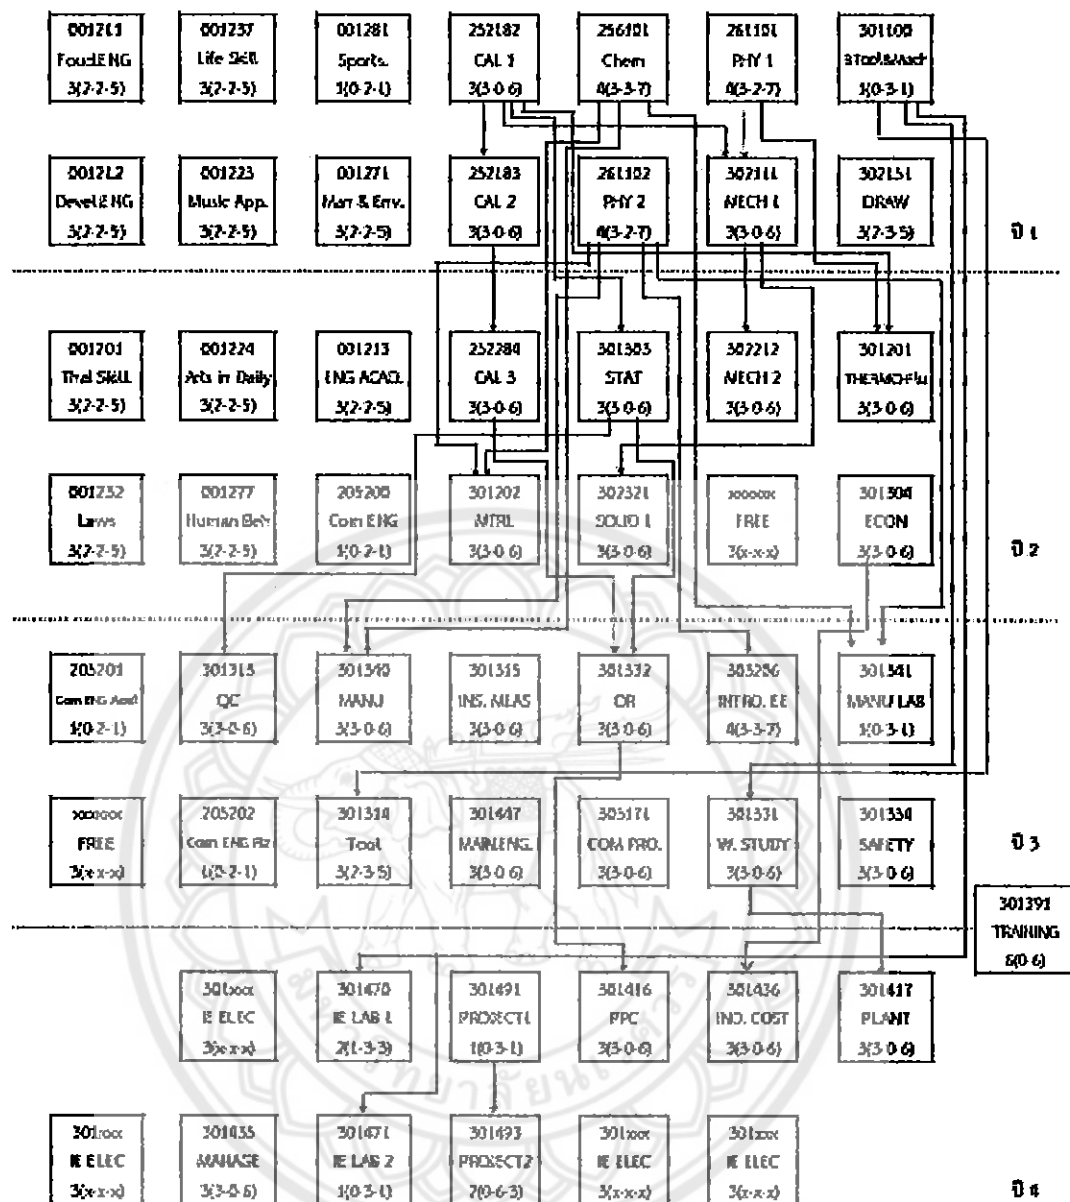 001211
001237
001281
252182
256101
261101
301100
FoudENG
Life Skill
Sports.
CAL 1
Chem
PHY 1
BTool&Mach
3(2-2-5)
3(2-2-5)
1(0-2-1)
3(3-0-6)
4(3-3-7)
4(3-2-7)
1(0-3-1)
001212
001223
001271
252183
261102
302111
302151
DevelENG
Music App.
Man & Env.
CAL 2
PHY 2
MECH 1
DRAW
3(2-2-5)
3(2-2-5)
3(2-2-5)
3(3-0-6)
4(3-2-7)
3(3-0-6)
3(2-3-5)
ปี 1
001201
001224
001213
252284
301303
302212
301201
Thai Skill
Arts in Daily
ENG ACAD.
CAL 3
STAT
MECH 2
THERMO-Flu
3(2-2-5)
3(2-2-5)
3(2-2-5)
3(3-0-6)
3(3-0-6)
3(3-0-6)
3(3-0-6)
001232
001277
205200
301202
302321
xxxxxx
301304
Laws
Human Beh
Com ENG
MTRL
SOLID 1
FREE
ECON
3(2-2-5)
3(2-2-5)
1(0-2-1)
3(3-0-6)
3(3-0-6)
3(x-x-x)
3(3-0-6)
ปี 2
205201
301315
301340
301315
301332
303206
301341
Com ENG Acad
QC
MANU
INS. MEAS
OR
INTRO. EE
MANU LAB
1(0-2-1)
3(3-0-6)
3(3-0-6)
3(3-0-6)
3(3-0-6)
4(3-3-7)
1(0-3-1)
xxxxxx
205202
301314
301447
305171
301331
301334
FREE
Com ENG Biz
Tool
MAIN.ENG.
COM PRO.
W. STUDY
SAFETY
3(x-x-x)
1(0-2-1)
3(2-3-5)
3(3-0-6)
3(3-0-6)
3(3-0-6)
3(3-0-6)
ปี 3
301391
TRAINING
6(0-6)
301xxx
301470
301491
301416
301436
301417
IE ELEC
IE LAB 1
PROJECT1
PPC
IND. COST
PLANT
3(x-x-x)
2(1-3-3)
1(0-3-1)
3(3-0-6)
3(3-0-6)
3(3-0-6)
301xxx
301435
301471
301493
301xxx
301xxx
IE ELEC
MANAGE
IE LAB 2
PROJECT2
IE ELEC
IE ELEC
3(x-x-x)
3(3-0-6)
1(0-3-1)
2(0-6-3)
3(x-x-x)
3(x-x-x)
ปี 4